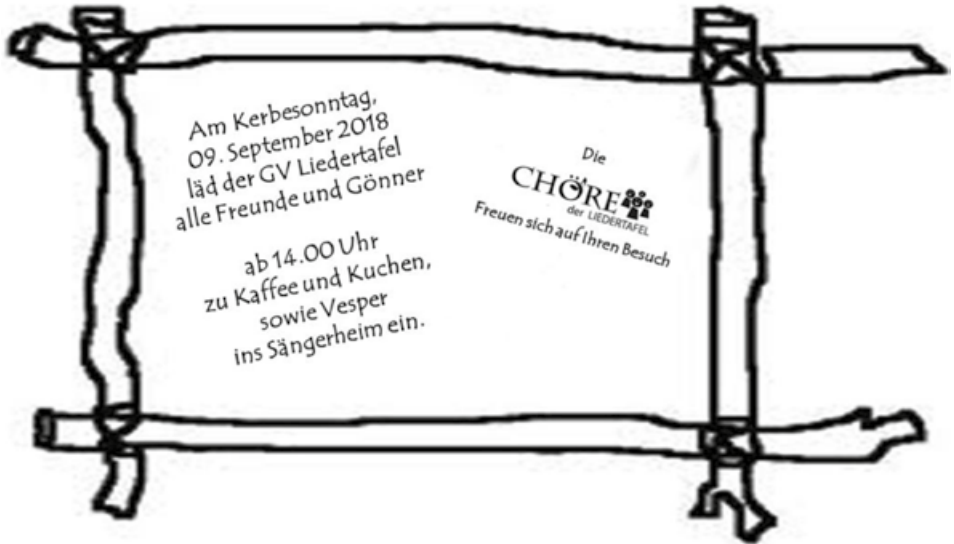 Am Kerbesonntag,
09. September 2018
läd der GV Liedertafel
alle Freunde und Gönner
ab 14.00 Uhr
zu Kaffee und Kuchen,
sowie Vesper
ins Sängerheim ein.
Die
CHÖRE
der LIEDERTAFEL
Freuen sich auf Ihren Besuch